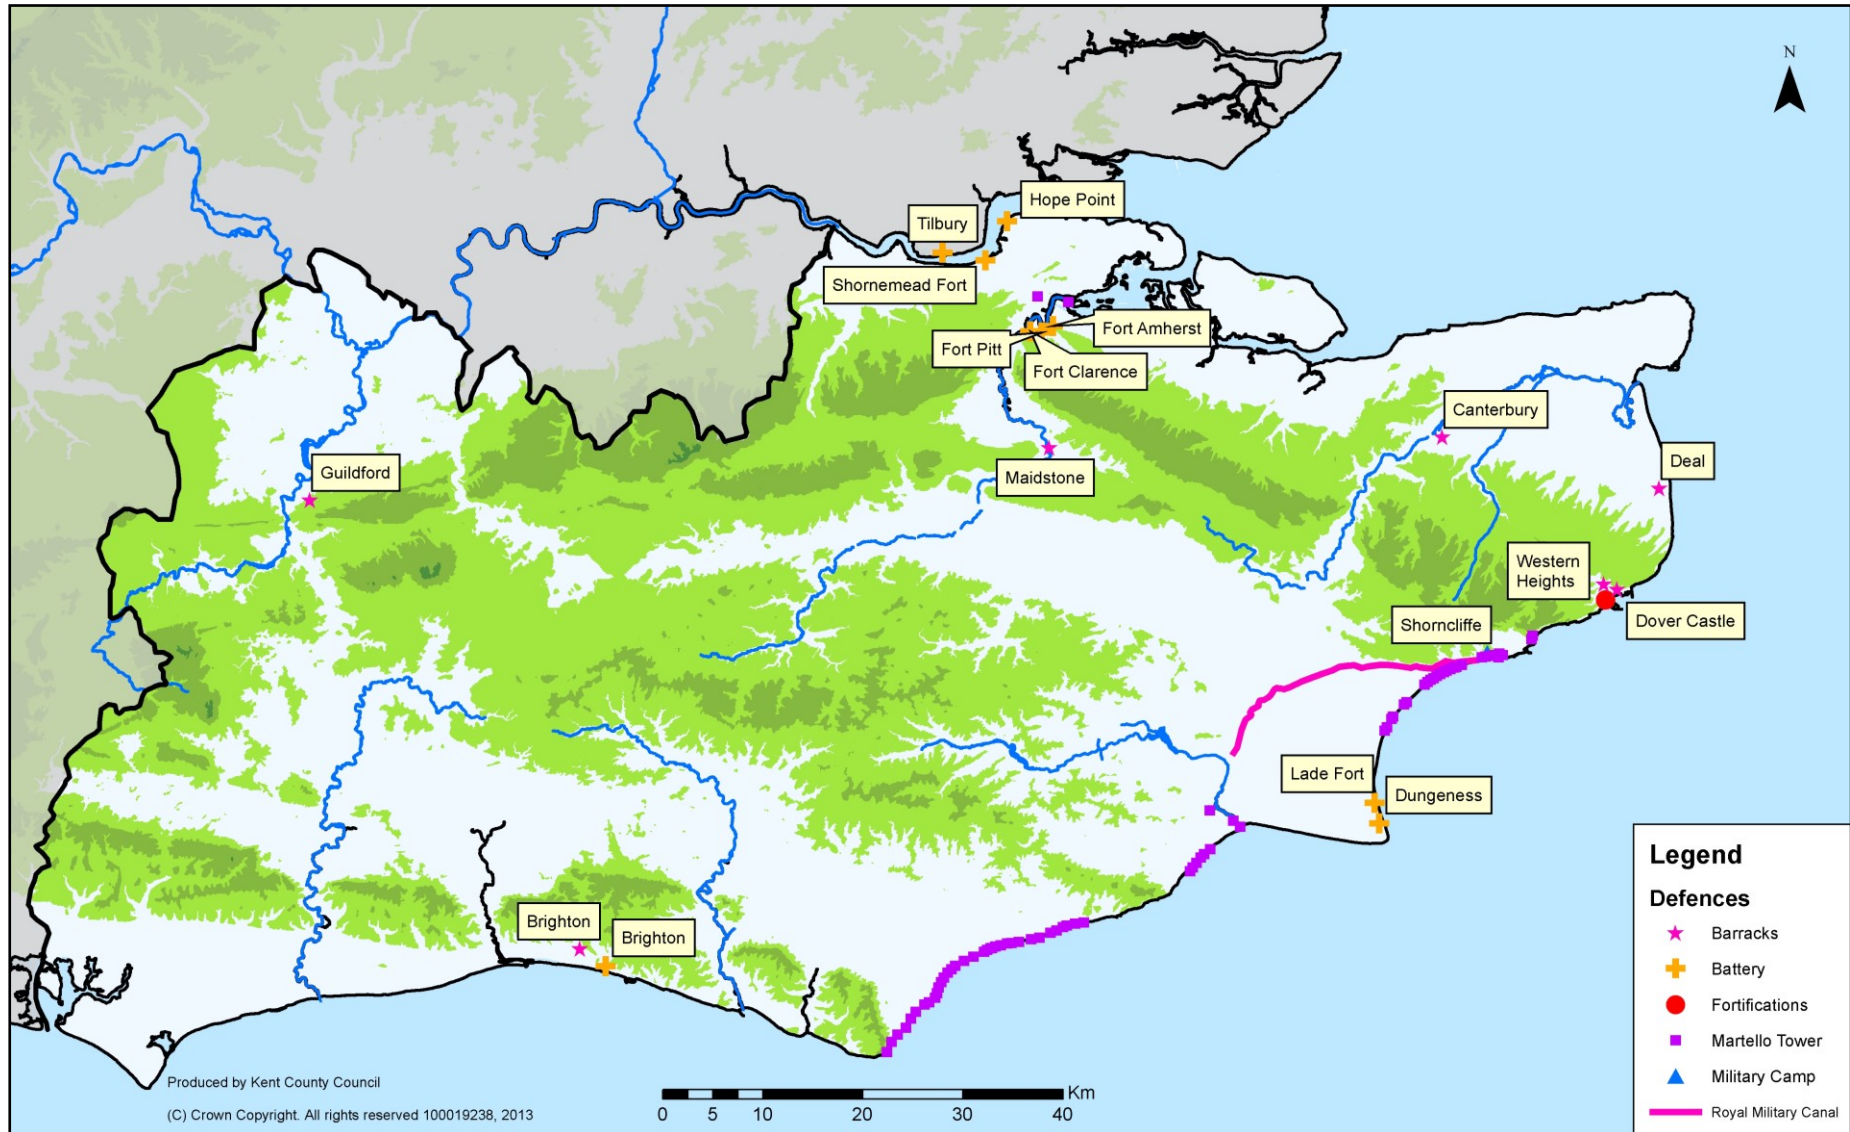 N
Hope Point
Tilbury
Shornemead Fort
Fort Amherst
Fort Pitt
Fort Clarence
Canterbury
Guildford
Maidstone
Deal
Western
Heights
Dover Castle
Shorncliffe
Lade Fort
Dungeness
Brighton
Brighton
Legend
Defences
Barracks
Battery
Fortifications
Martello Tower
Military Camp
Royal Military Canal
Produced by Kent County Council
(C) Crown Copyright. All rights reserved 100019238, 2013
Km
0 5 10 20 30 40